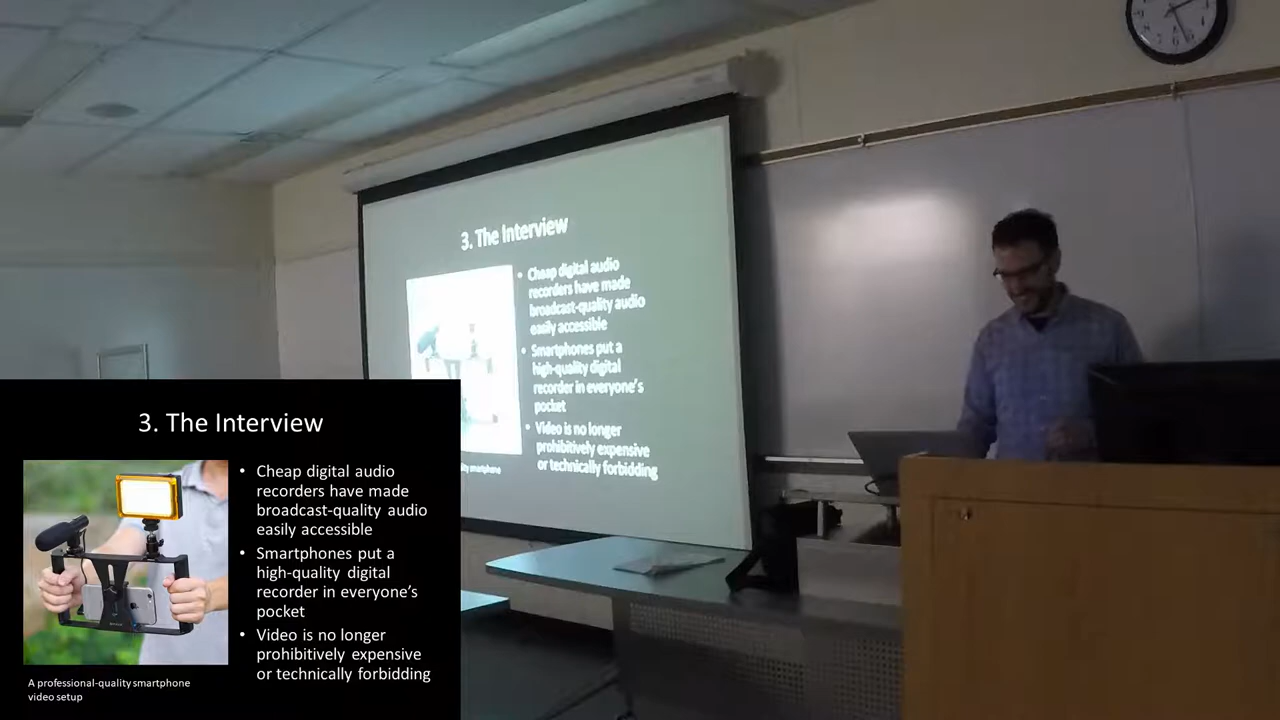 3. The Interview
• Cheap digital audio
recorders have made
broadcast-quality audio
easily accessible
• Smartphones put a
high-quality digital
recorder in everyone's
pocket
• Video is no longer
prohibitively expensive
or technically forbidding
smartphone
3. The Interview
• Cheap digital audio
recorders have made
broadcast-quality audio
easily accessible
• Smartphones put a
high-quality digital
recorder in everyone's
pocket
• Video is no longer
prohibitively expensive
or technically forbidding
A professional-quality smartphone
video setup